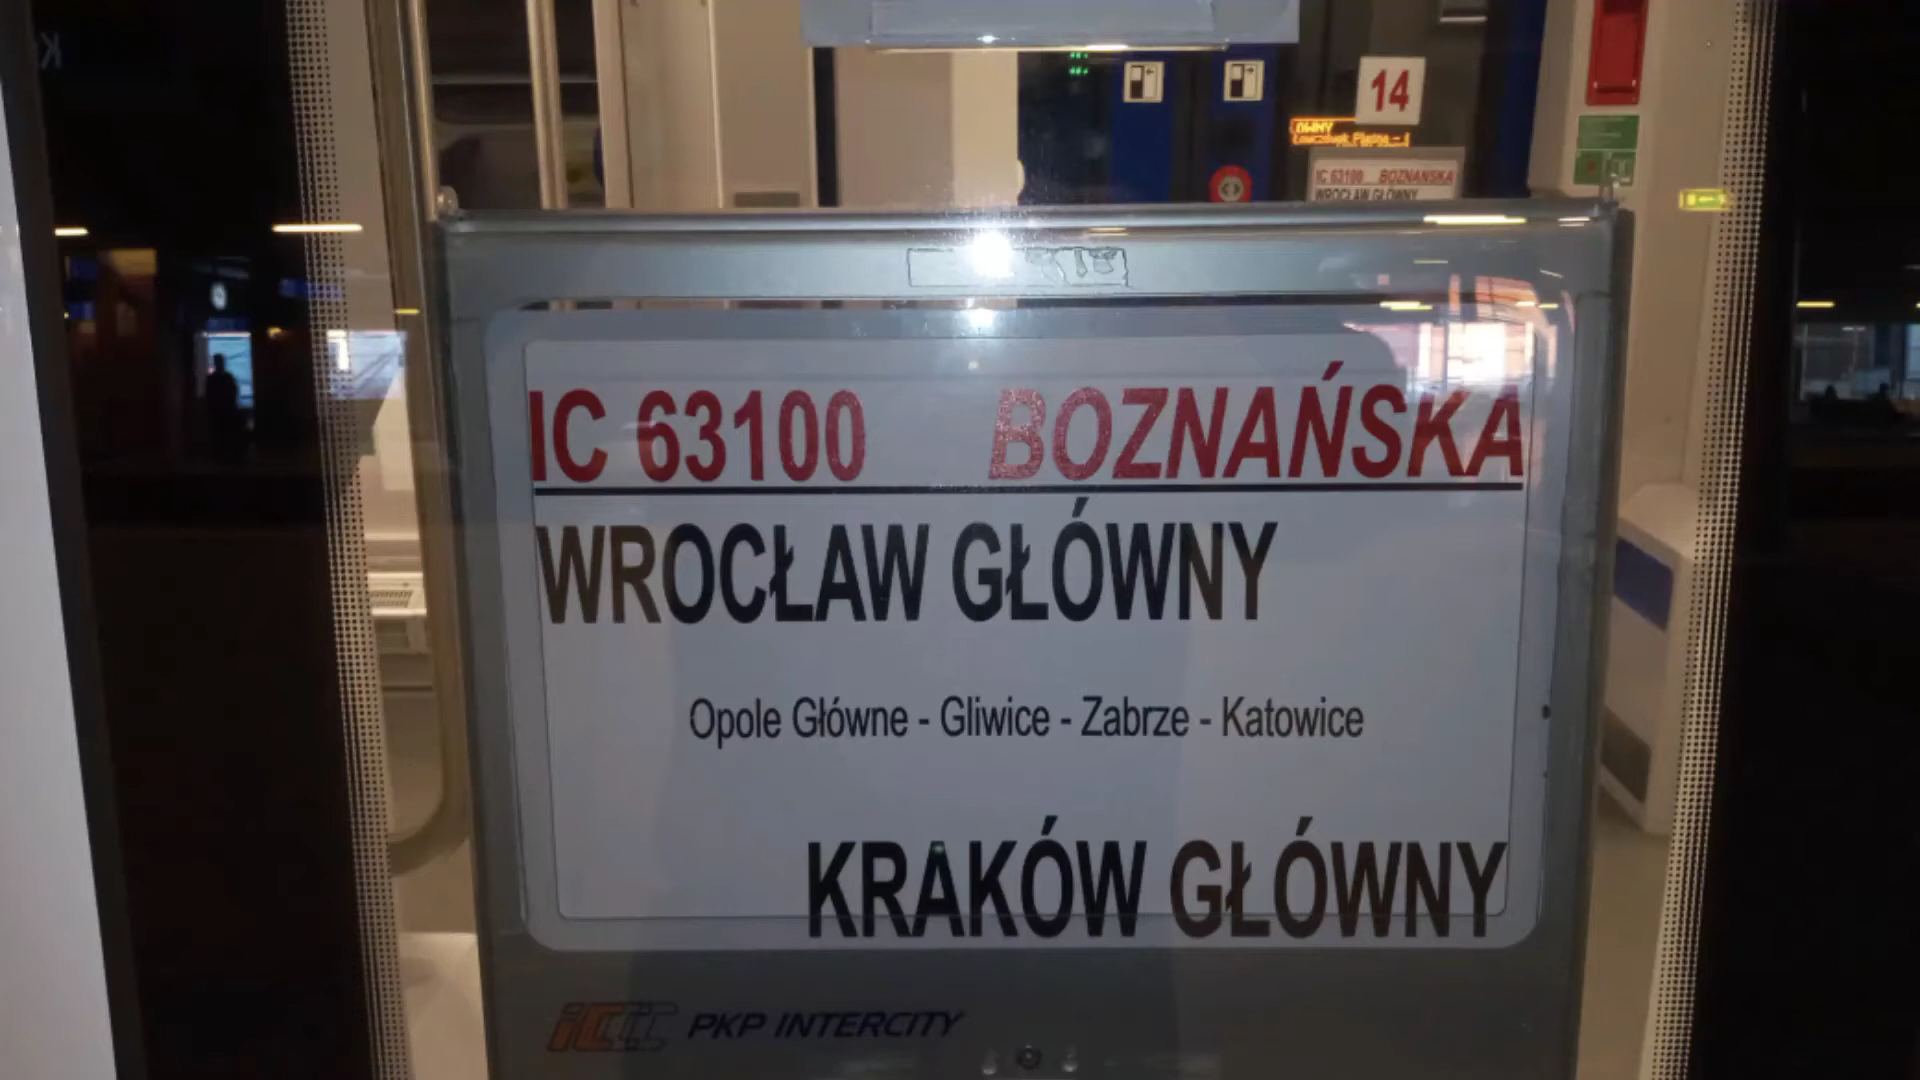 14
IC 63100 BOZNAŃSKA
WROCŁAW GŁÓWNY
IC 63100 BOZNAŃSKA
WROCŁAW GŁÓWNY
Opole Główne - Gliwice - Zabrze - Katowice
KRAKÓW GŁÓWNY
PKP INTERCITY